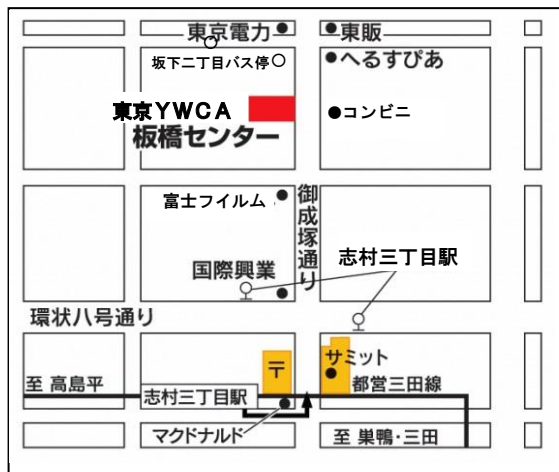 東京電力
東販
坂下二丁目バス停
へるすぴあ
東京YWCA
板橋センター
コンビニ
富士フイルム
御成塚通り
志村三丁目駅
国際興業
環状八号通り
〒
サミット
至 高島平
志村三丁目駅
都営三田線
マクドナルド
至 巣鴨・三田